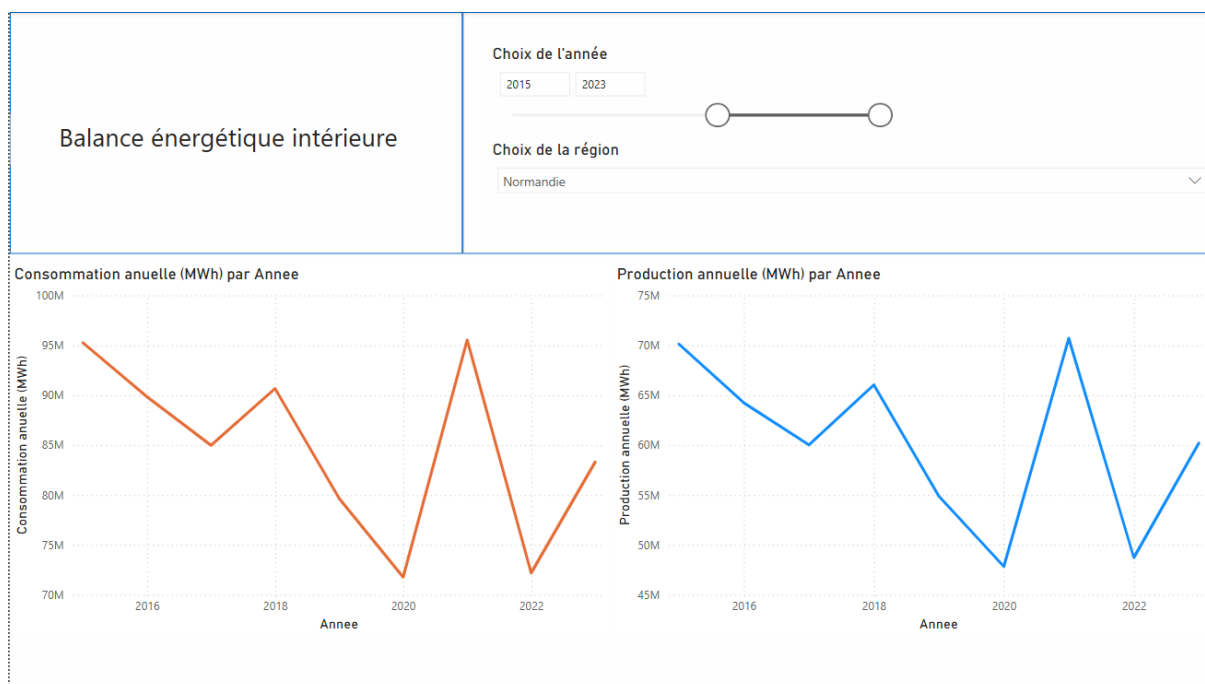 Balance énergétique intérieure
Choix de l'année
2015 2023
Choix de la région
Normandie
Consommation anuelle (MWh) par Annee
Consommation anuelle (MWh)
100M
95M
90M
85M
80M
75M
70M
2016 2018 2020 2022
Annee
Production annuelle (MWh) par Annee
Production annuelle (MWh)
75M
70M
65M
60M
55M
50M
45M
2016 2018 2020 2022
Annee